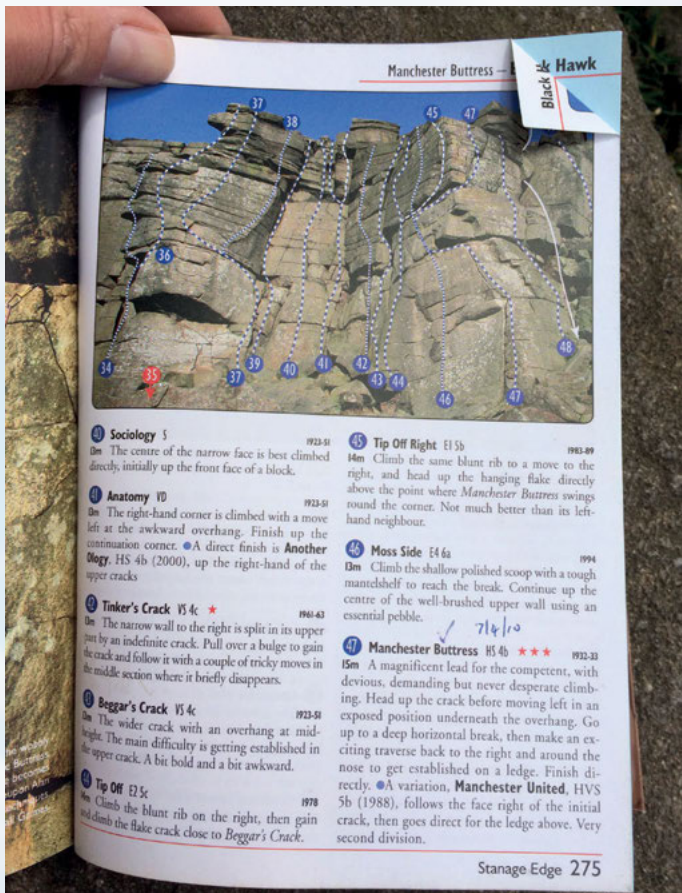 Manchester Buttress –
Black Hawk
37
38
45
47
36
34
35
37
39
40
41
42
43
44
46
47
48
40 Sociology S 1923-51
13m The centre of the narrow face is best climbed
directly, initially up the front face of a block.
41 Anatomy VD 1923-51
The right-hand corner is climbed with a move
left at the awkward overhang. Finish up the
continuation corner. ●A direct finish is Another
Ology, HS 4b (2000), up the right-hand of the
upper cracks
Tinker's Crack VS 4c ★ 1961-63
The narrow wall to the right is split in its upper
part by an indefinite crack. Pull over a bulge to gain
the crack and follow it with a couple of tricky moves in
the middle section where it briefly disappears.
Beggar's Crack VS 4c 1923-51
The wider crack with an overhang at mid-
height. The main difficulty is getting established in
the upper crack. A bit bold and a bit awkward.
Tip Off E2 5c 1978
Climb the blunt rib on the right, then gain
and climb the flake crack close to Beggar's Crack.
45 Tip Off Right E1 5b 1983-89
14m Climb the same blunt rib to a move to the
right, and head up the hanging flake directly
above the point where Manchester Buttress swings
round the corner. Not much better than its left-
hand neighbour.
46 Moss Side E4 6a 1994
13m Climb the shallow polished scoop with a tough
mantelshelf to reach the break. Continue up the
centre of the well-brushed upper wall using an
essential pebble.
✓ 7/4/10
47 Manchester Buttress HS 4b ★★★ 1932-33
15m A magnificent lead for the competent, with
devious, demanding but never desperate climb-
ing. Head up the crack before moving left in an
exposed position underneath the overhang. Go
up to a deep horizontal break, then make an ex-
citing traverse back to the right and around the
nose to get established on a ledge. Finish di-
rectly. ●A variation, Manchester United, HVS
5b (1988), follows the face right of the initial
crack, then goes direct for the ledge above. Very
second division.
Stanage Edge 275